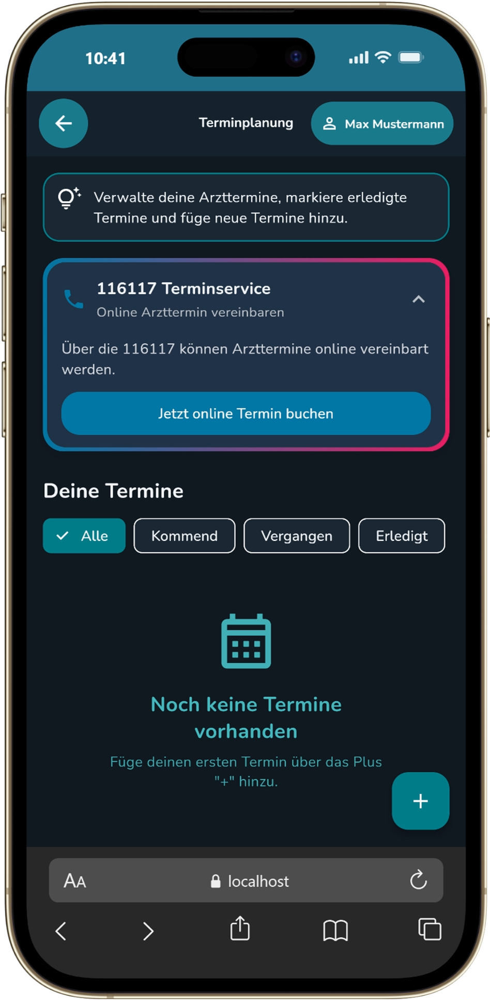 10:41
Terminplanung
Max Mustermann
Verwalte deine Arzttermine, markiere erledigte
Termine und füge neue Termine hinzu.
116117 Terminservice
Online Arzttermin vereinbaren
Über die 116117 können Arzttermine online vereinbart
werden.
Jetzt online Termin buchen
Deine Termine
Alle
Kommend
Vergangen
Erledigt
Noch keine Termine
vorhanden
Füge deinen ersten Termin über das Plus
"+" hinzu.
+
AA
localhost